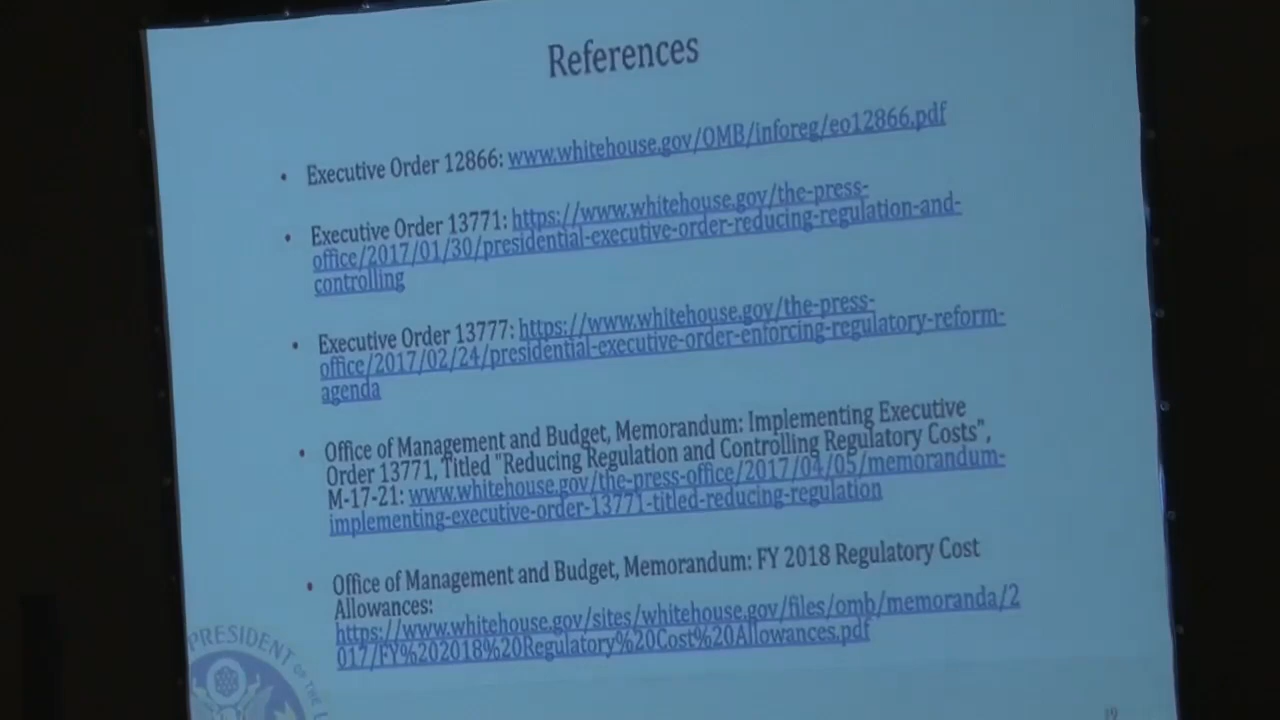 References
• Executive Order 12866: www.whitehouse.gov/OMB/inforeg/eo12866.pdf
• Executive Order 13771: https://www.whitehouse.gov/the-press-
office/2017/01/30/presidential-executive-order-reducing-regulation-and-
controlling
• Executive Order 13777: https://www.whitehouse.gov/the-press-
office/2017/02/24/presidential-executive-order-enforcing-regulatory-reform-
agenda
• Office of Management and Budget, Memorandum: Implementing Executive
Order 13771, Titled "Reducing Regulation and Controlling Regulatory Costs",
M-17-21: www.whitehouse.gov/the-press-office/2017/04/05/memorandum-
implementing-executive-order-13771-titled-reducing-regulation
• Office of Management and Budget, Memorandum: FY 2018 Regulatory Cost
Allowances:
https://www.whitehouse.gov/sites/whitehouse.gov/files/omb/memoranda/2
017/FY%202018%20Regulatory%20Cost%20Allowances.pdf
PRESIDENT OF THE
19